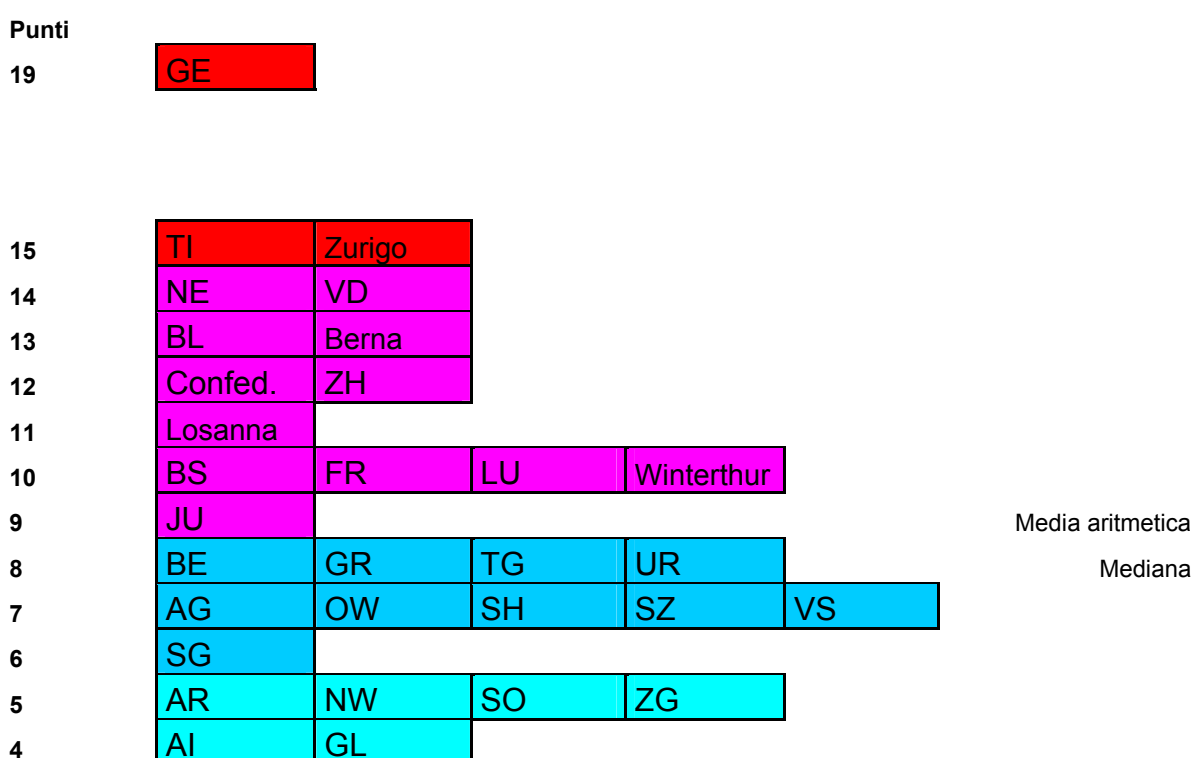 Punti
19 GE
15 TI Zurigo
14 NE VD
13 BL Berna
12 Confed. ZH
11 Losanna
10 BS FR LU Winterthur
9 JU Media aritmetica
8 BE GR TG UR Mediana
7 AG OW SH SZ VS
6 SG
5 AR NW SO ZG
4 AI GL